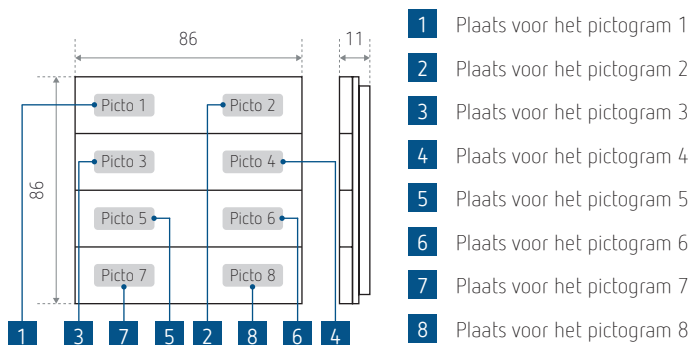 86
11
86
Picto 1
Picto 2
Picto 3
Picto 4
Picto 5
Picto 6
Picto 7
Picto 8
1 3 7 5 2 8 6 4
1 Plaats voor het pictogram 1
2 Plaats voor het pictogram 2
3 Plaats voor het pictogram 3
4 Plaats voor het pictogram 4
5 Plaats voor het pictogram 5
6 Plaats voor het pictogram 6
7 Plaats voor het pictogram 7
8 Plaats voor het pictogram 8